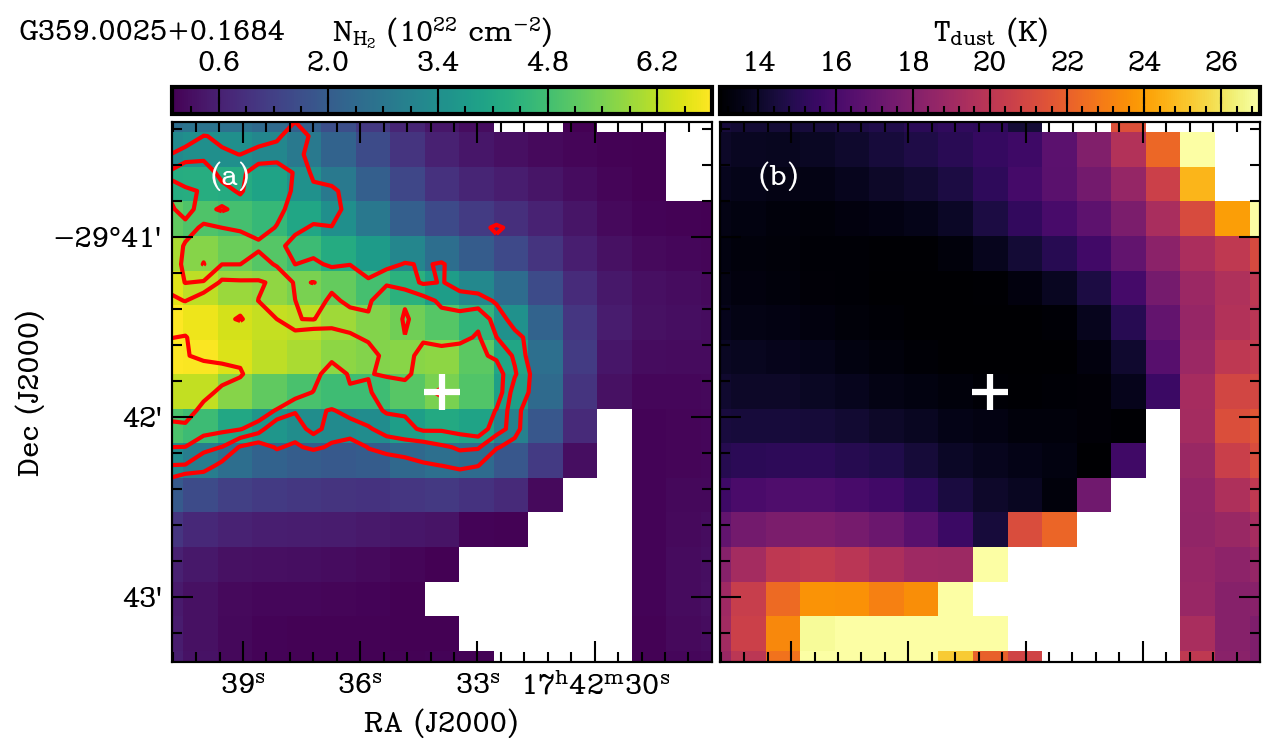 G359.0025+0.1684 N_H₂ (10²² cm⁻²) T_dust (K)
0.6 2.0 3.4 4.8 6.2 14 16 18 20 22 24 26
(a) (b)
−29°41'
42'
43'
Dec (J2000)
39ˢ 36ˢ 33ˢ 17ʰ42ᵐ30ˢ
RA (J2000)